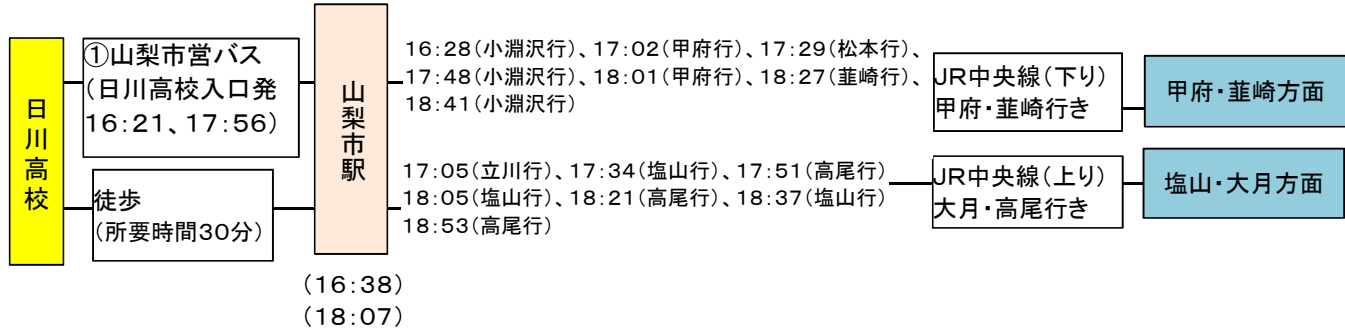 日川高校
①山梨市営バス
(日川高校入口発
16:21、17:56)
徒歩
(所要時間30分)
山梨市駅
(16:38)
(18:07)
16:28(小淵沢行)、17:02(甲府行)、17:29(松本行)、
17:48(小淵沢行)、18:01(甲府行)、18:27(韮崎行)、
18:41(小淵沢行)
17:05(立川行)、17:34(塩山行)、17:51(高尾行)
18:05(塩山行)、18:21(高尾行)、18:37(塩山行)
18:53(高尾行)
JR中央線(下り)
甲府・韮崎行き
JR中央線(上り)
大月・高尾行き
甲府・韮崎方面
塩山・大月方面